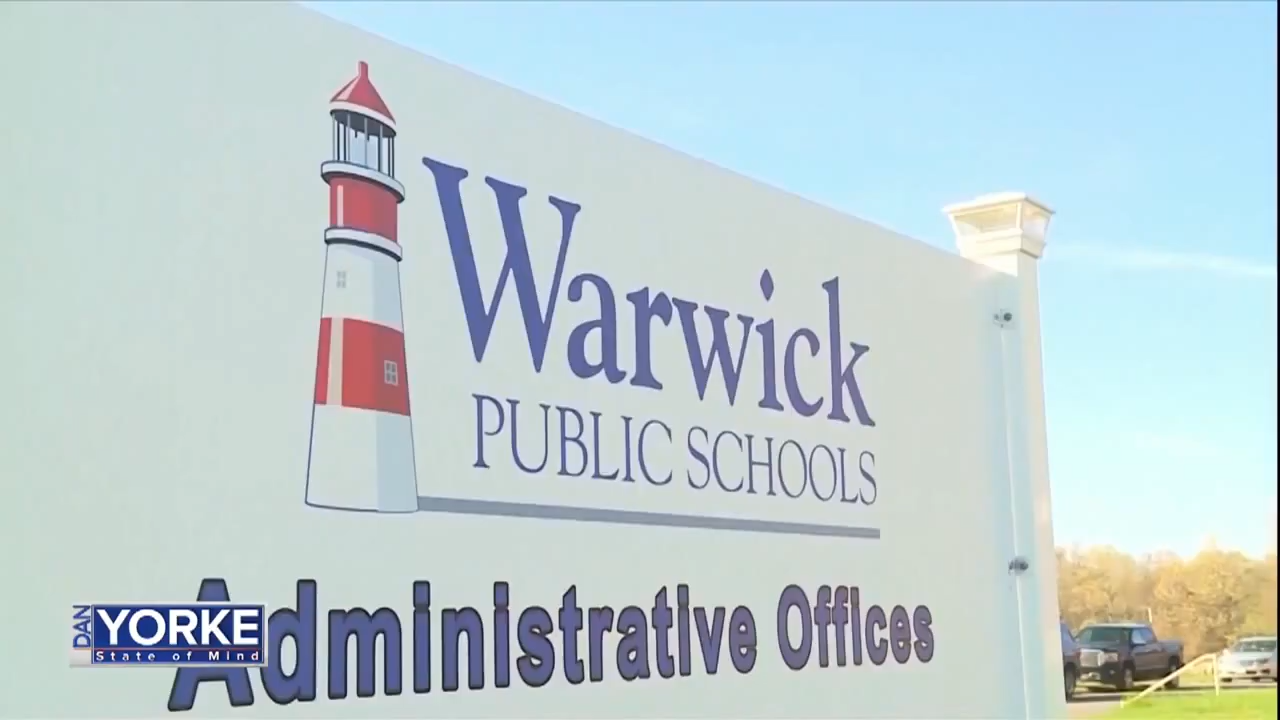 Warwick
PUBLIC SCHOOLS
Administrative Offices
DAN
YORKE
State of Mind